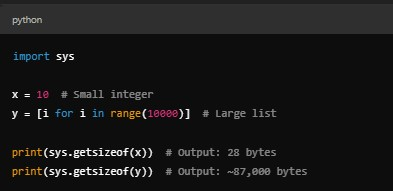 python
import sys
x = 10  # Small integer
y = [i for i in range(10000)]  # Large list
print(sys.getsizeof(x))  # Output: 28 bytes
print(sys.getsizeof(y))  # Output: ~87,000 bytes